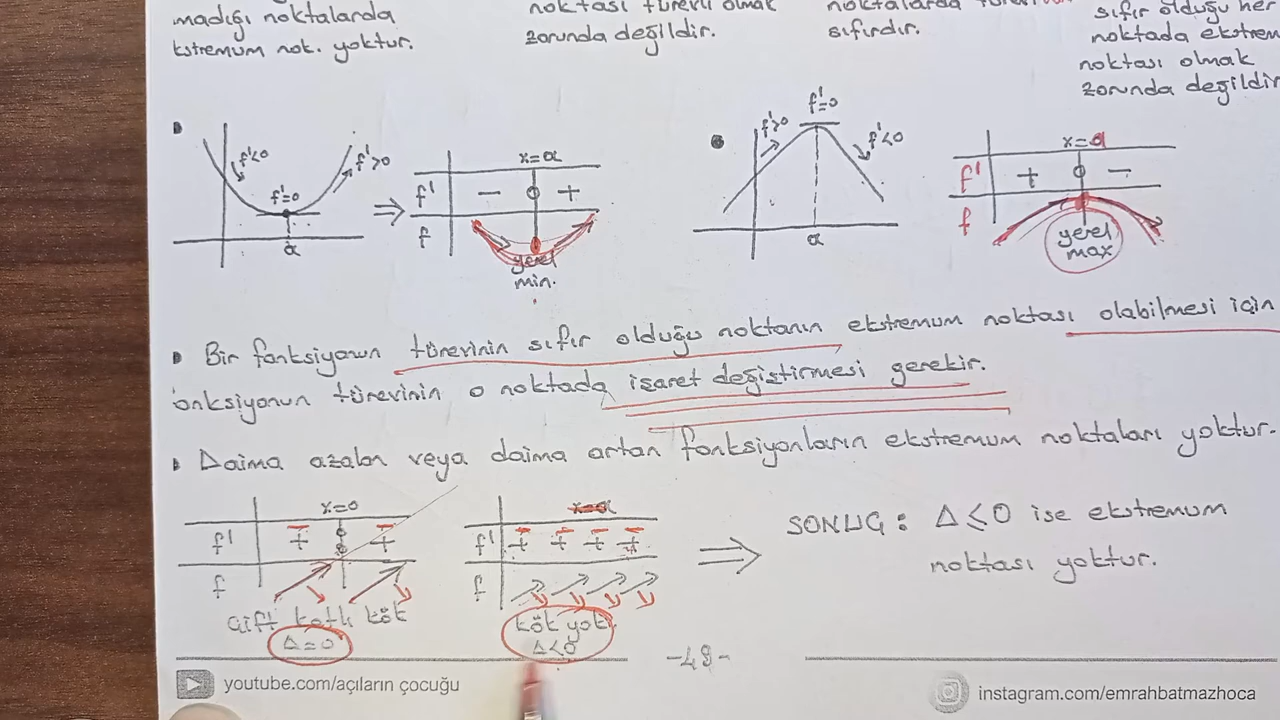 madığı noktalarda
noktası türevli olmak
noktalarda
sıfır olduğu her
kstremum nok. yoktur.
zorunda değildir.
sıfırdır.
noktada ekstrem
noktası olmak
zorunda değildir
f'<0
f'=0
f'>0
a
x=a
f' - 0 +
f
yerel
min.
f'>0
f'=0
f'<0
a
x=a
f' + 0 -
f
yerel
max
Bir fonksiyonun türevinin sıfır olduğu noktanın ekstremum noktası olabilmesi için
onksiyonun türevinin o noktada işaret değiştirmesi gerekir.
Daima azalan veya daima artan fonksiyonların ekstremum noktaları yoktur.
x=0
f' + +
f
Çift katlı kök
Δ=0
x=a
f' + + + +
f
kök yok
Δ<0
SONUÇ: Δ≤0 ise ekstremum
noktası yoktur.
-48-
youtube.com/açıların çocuğu
instagram.com/emrahbatmazhoca